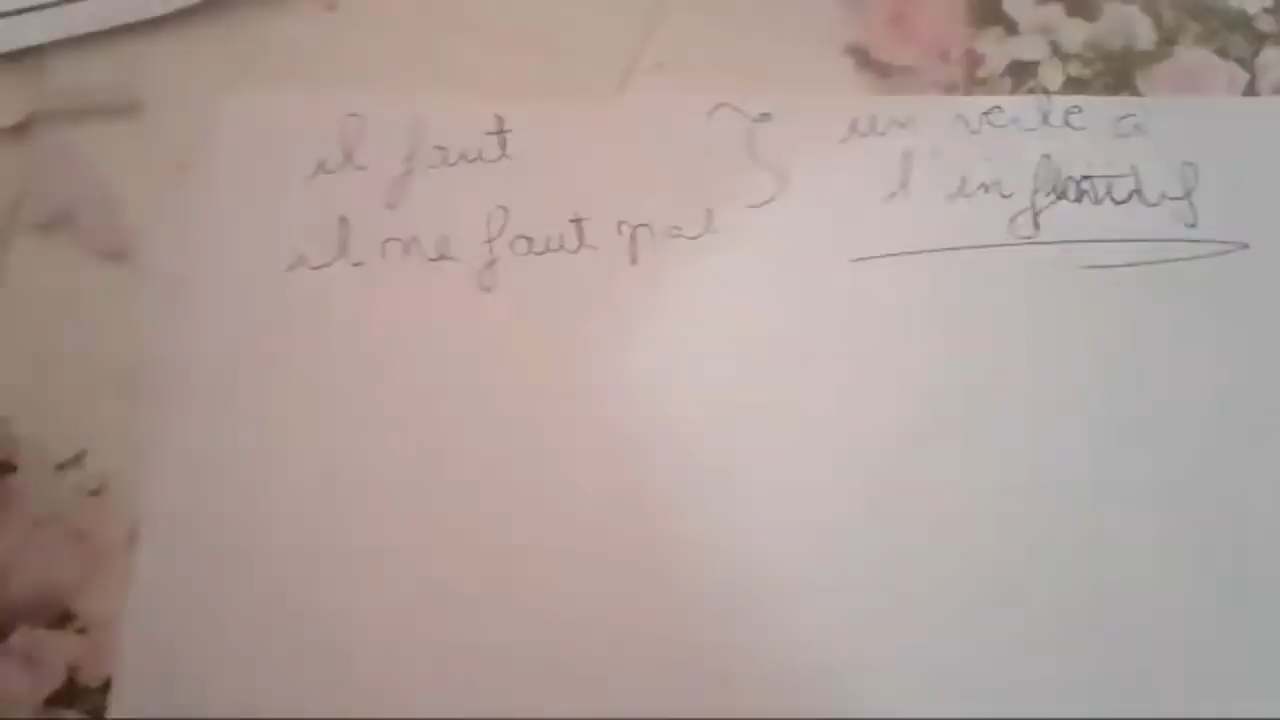 il faut
il ne faut pas
un verbe a
l'infinitif